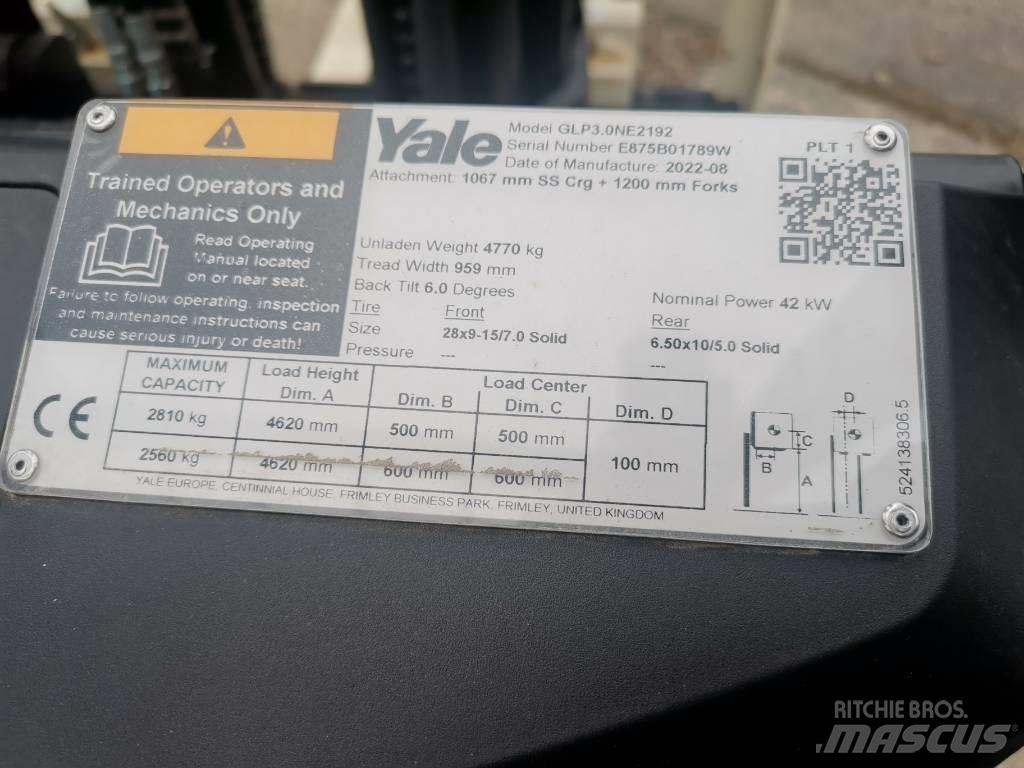 Trained Operators and
Mechanics Only
Read Operating
Manual located
on or near seat.
Failure to follow operating, inspection
and maintenance instructions can
cause serious injury or death!
Yale
Model GLP3.0NE2192
Serial Number E875B01789W
Date of Manufacture: 2022-08
Attachment: 1067 mm SS Crg + 1200 mm Forks
PLT 1
Unladen Weight 4770 kg
Tread Width 959 mm
Back Tilt 6.0 Degrees
Nominal Power 42 kW
Tire Front Rear
Size 28x9-15/7.0 Solid 6.50x10/5.0 Solid
Pressure --- ---
MAXIMUM CAPACITY Load Height Dim. A Load Center
Dim. B Dim. C Dim. D
2810 kg 4620 mm 500 mm 500 mm 100 mm
2560 kg 4620 mm 600 mm 600 mm
CE
D
C
B
A
524138306.5
YALE EUROPE, CENTINNIAL HOUSE, FRIMLEY BUSINESS PARK, FRIMLEY, UNITED KINGDOM
RITCHIE BROS.
MASCUS